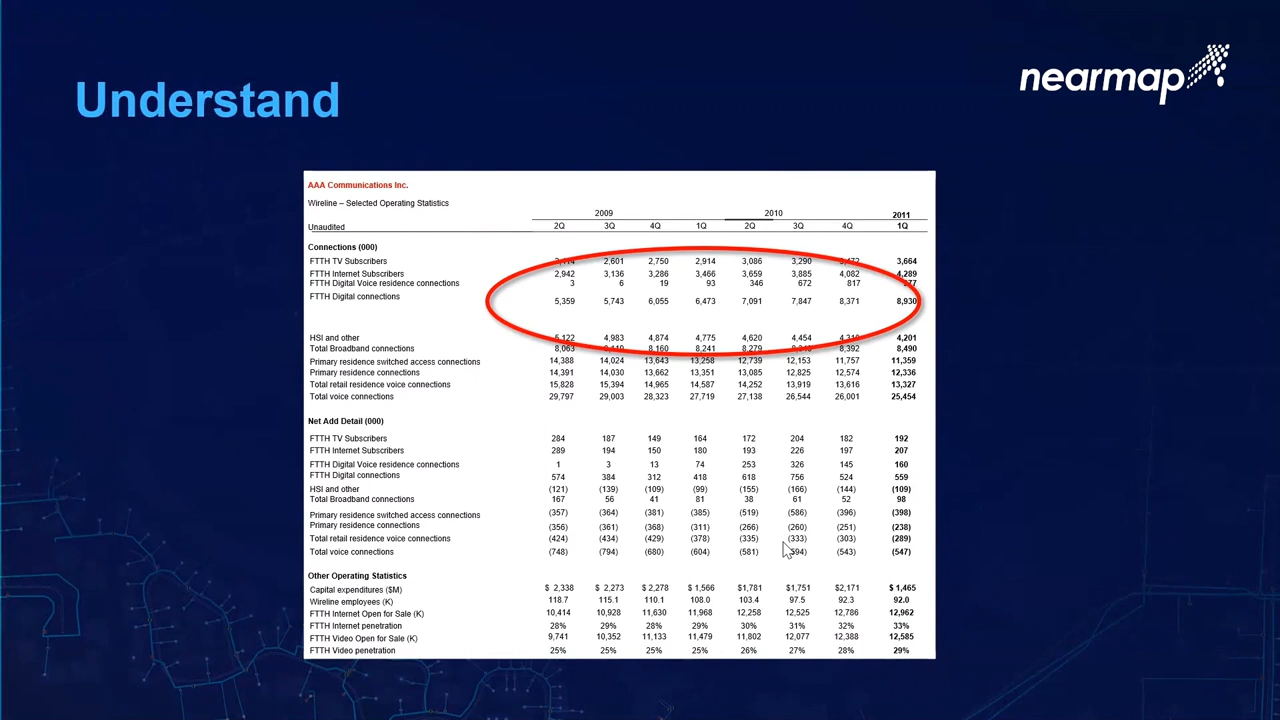 Understand
nearmap
AAA Communications Inc.
Wireline – Selected Operating Statistics
2009 2010 2011
Unaudited 2Q 3Q 4Q 1Q 2Q 3Q 4Q 1Q
Connections (000)
FTTH TV Subscribers 2,601 2,750 2,914 3,086 3,290 3,664
FTTH Internet Subscribers 2,942 3,136 3,286 3,466 3,659 3,885 4,082 4,289
FTTH Digital Voice residence connections 3 6 19 93 346 672 817
FTTH Digital connections 5,359 5,743 6,055 6,473 7,091 7,847 8,371 8,930
HSI and other 5,122 4,983 4,874 4,775 4,620 4,454 4,201
Total Broadband connections 8,063 8,160 8,241 8,279 8,392 8,490
Primary residence switched access connections 14,388 14,024 13,643 13,258 12,739 12,153 11,757 11,359
Primary residence connections 14,391 14,030 13,662 13,351 13,085 12,825 12,574 12,336
Total retail residence voice connections 15,828 15,394 14,965 14,587 14,252 13,919 13,616 13,327
Total voice connections 29,797 29,003 28,323 27,719 27,138 26,544 26,001 25,454
Net Add Detail (000)
FTTH TV Subscribers 284 187 149 164 172 204 182 192
FTTH Internet Subscribers 289 194 150 180 193 226 197 207
FTTH Digital Voice residence connections 1 3 13 74 253 326 145 160
FTTH Digital connections 574 384 312 418 618 756 524 559
HSI and other (121) (139) (109) (99) (155) (166) (144) (109)
Total Broadband connections 167 56 41 81 38 61 52 98
Primary residence switched access connections (357) (364) (381) (385) (519) (586) (396) (398)
Primary residence connections (356) (361) (368) (311) (266) (260) (251) (238)
Total retail residence voice connections (424) (434) (429) (378) (335) (333) (303) (289)
Total voice connections (748) (794) (680) (604) (581) (594) (543) (547)
Other Operating Statistics
Capital expenditures ($M) $ 2,338 $ 2,273 $ 2,278 $ 1,566 $1,781 $1,751 $2,171 $ 1,465
Wireline employees (K) 118.7 115.1 110.1 108.0 103.4 97.5 92.3 92.0
FTTH Internet Open for Sale (K) 10,414 10,928 11,630 11,968 12,258 12,525 12,786 12,962
FTTH Internet penetration 28% 29% 28% 29% 30% 31% 32% 33%
FTTH Video Open for Sale (K) 9,741 10,352 11,133 11,479 11,802 12,077 12,388 12,585
FTTH Video penetration 25% 25% 25% 25% 26% 27% 28% 29%